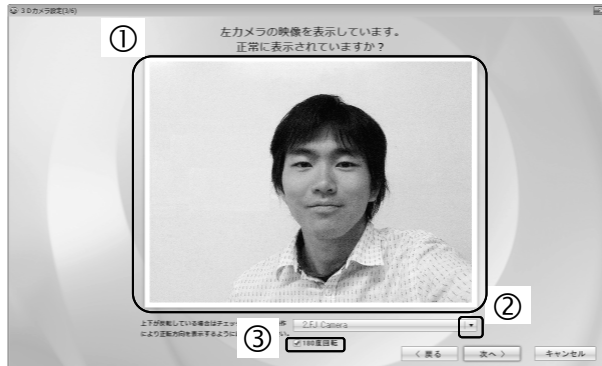 3Dカメラ設定(3/6)
①
左カメラの映像を表示しています。
正常に表示されていますか?
②
上下が反転している場合はチェッ 作
2.FJ Camera
により正転方向を表示するように い。
③
180度回転
< 戻る 次へ > キャンセル